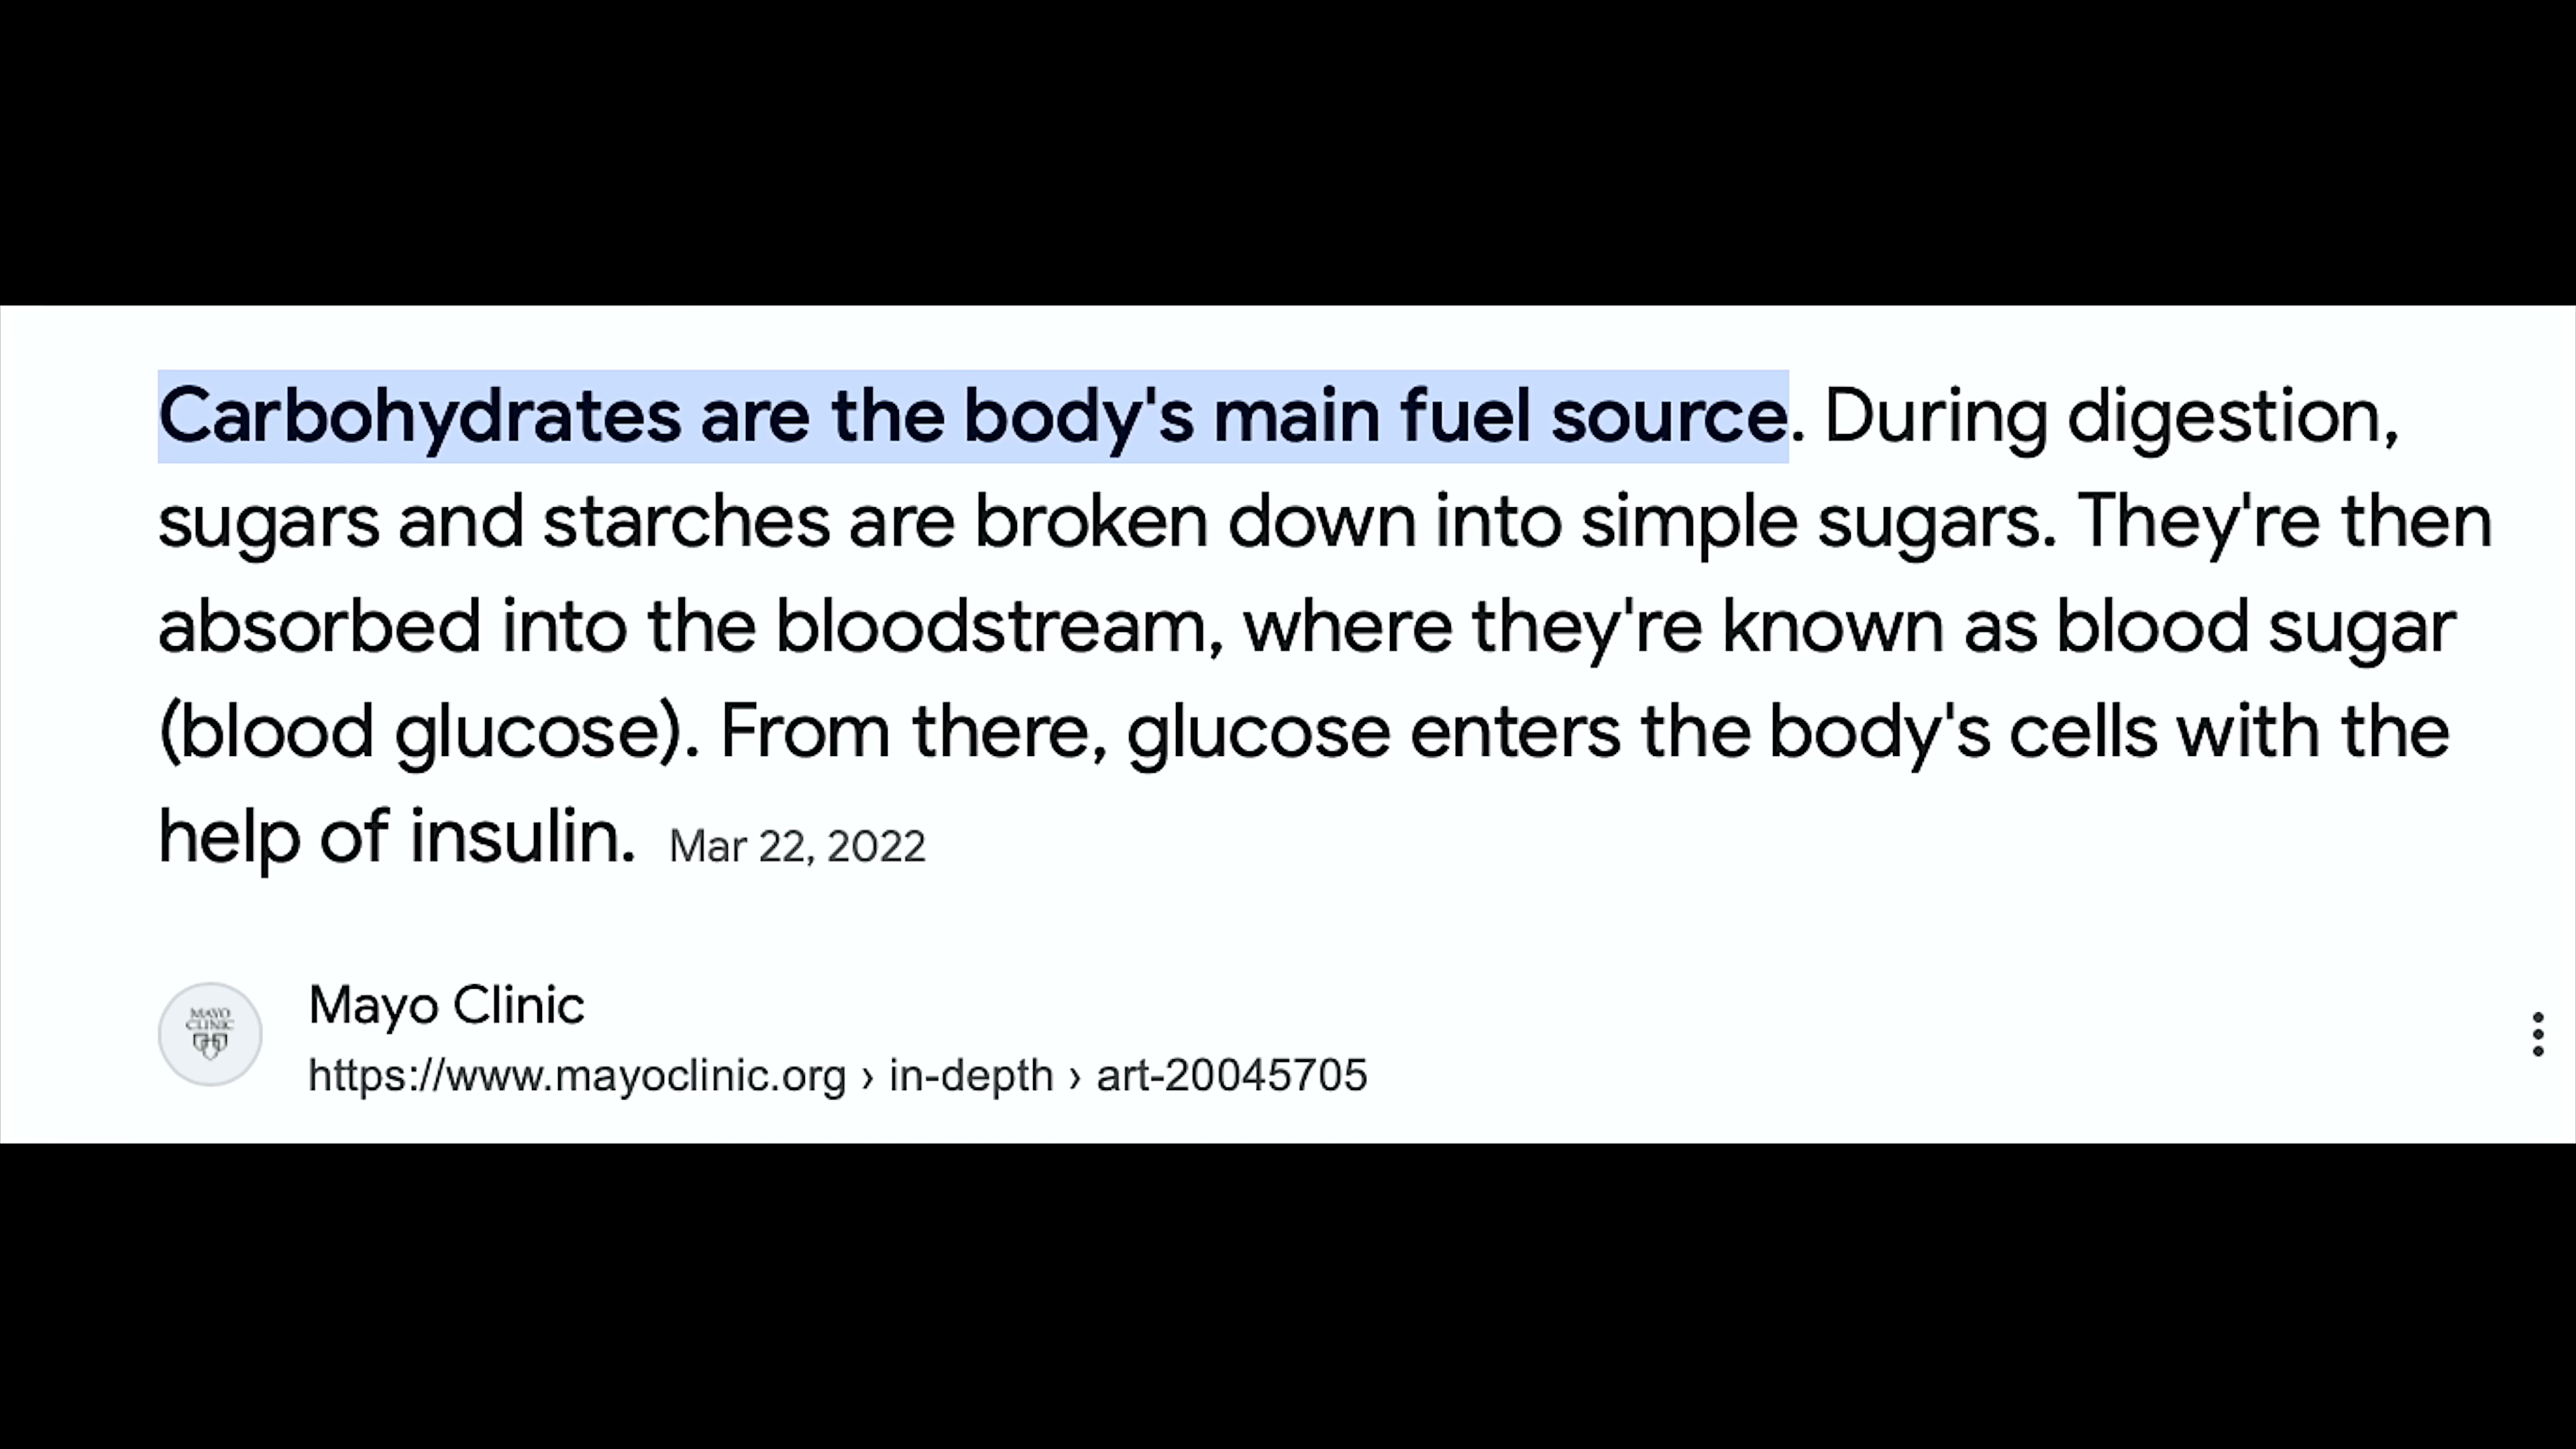 Carbohydrates are the body's main fuel source. During digestion,
sugars and starches are broken down into simple sugars. They're then
absorbed into the bloodstream, where they're known as blood sugar
(blood glucose). From there, glucose enters the body's cells with the
help of insulin. Mar 22, 2022
MAYO
CLINIC
Mayo Clinic
https://www.mayoclinic.org › in-depth › art-20045705